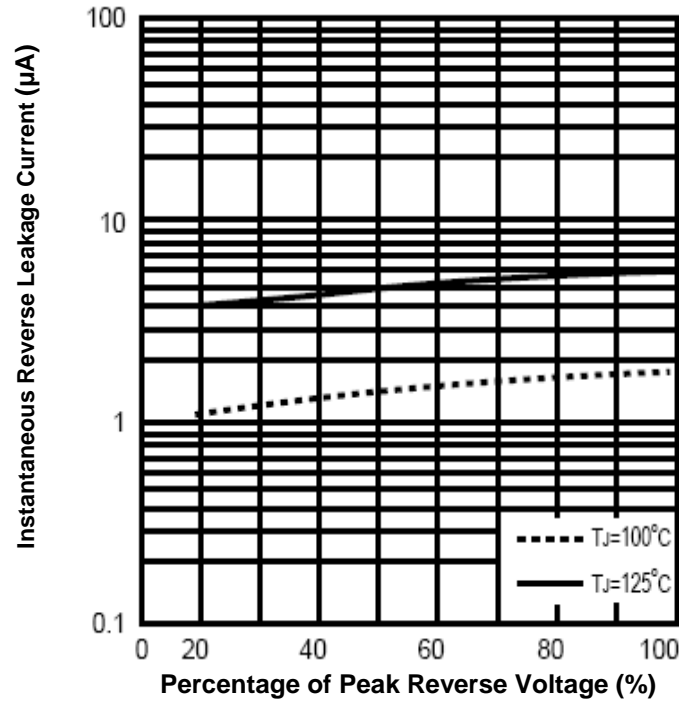 Instantaneous Reverse Leakage Current (µA)
100
10
1
0.1
TJ=100°C
TJ=125°C
0 20 40 60 80 100
Percentage of Peak Reverse Voltage (%)